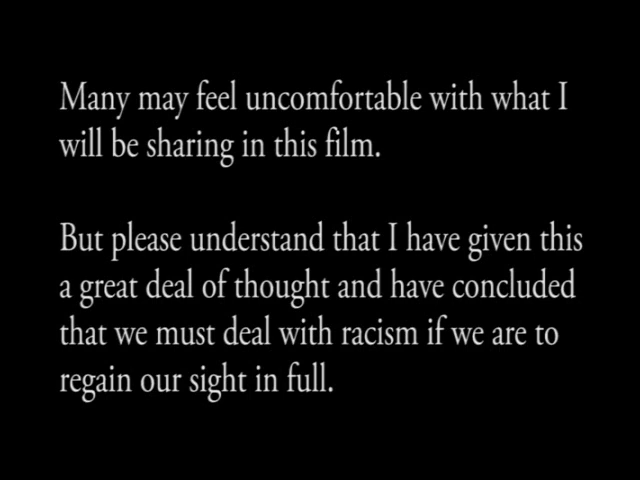 Many may feel uncomfortable with what I
will be sharing in this film.
But please understand that I have given this
a great deal of thought and have concluded
that we must deal with racism if we are to
regain our sight in full.